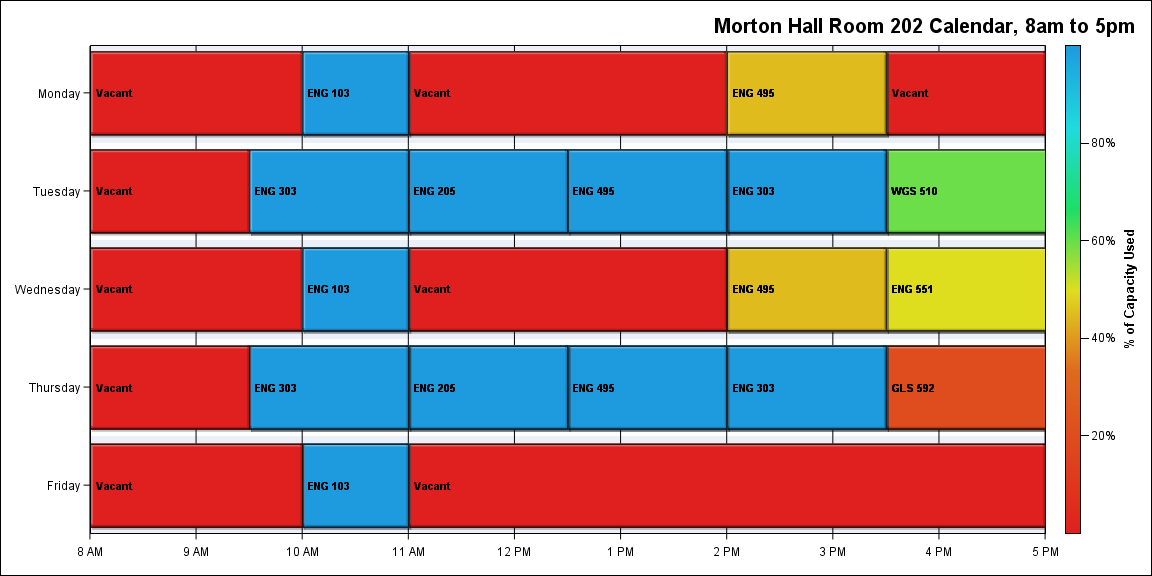 Morton Hall Room 202 Calendar, 8am to 5pm
Monday
Vacant
ENG 103
Vacant
ENG 495
Vacant
Tuesday
Vacant
ENG 303
ENG 205
ENG 495
ENG 303
WGS 510
Wednesday
Vacant
ENG 103
Vacant
ENG 495
ENG 551
Thursday
Vacant
ENG 303
ENG 205
ENG 495
ENG 303
GLS 592
Friday
Vacant
ENG 103
Vacant
8 AM
9 AM
10 AM
11 AM
12 PM
1 PM
2 PM
3 PM
4 PM
5 PM
80%
60%
40%
20%
% of Capacity Used